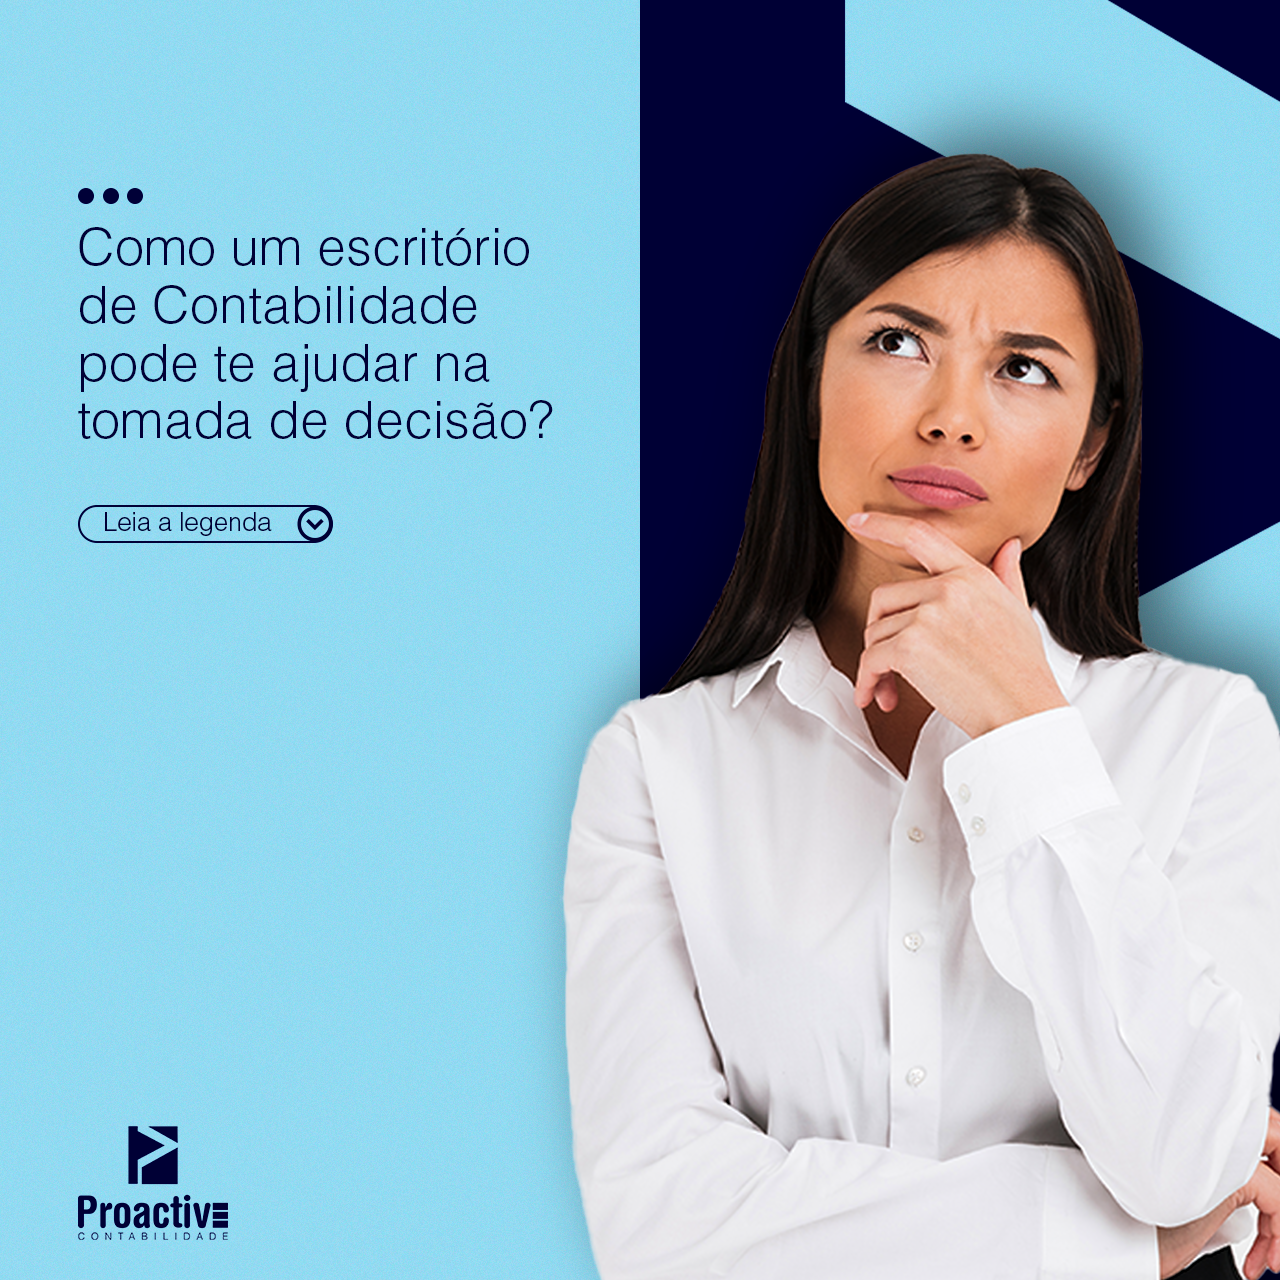 Como um escritório
de Contabilidade
pode te ajudar na
tomada de decisão?
Leia a legenda
Proactive
CONTABILIDADE